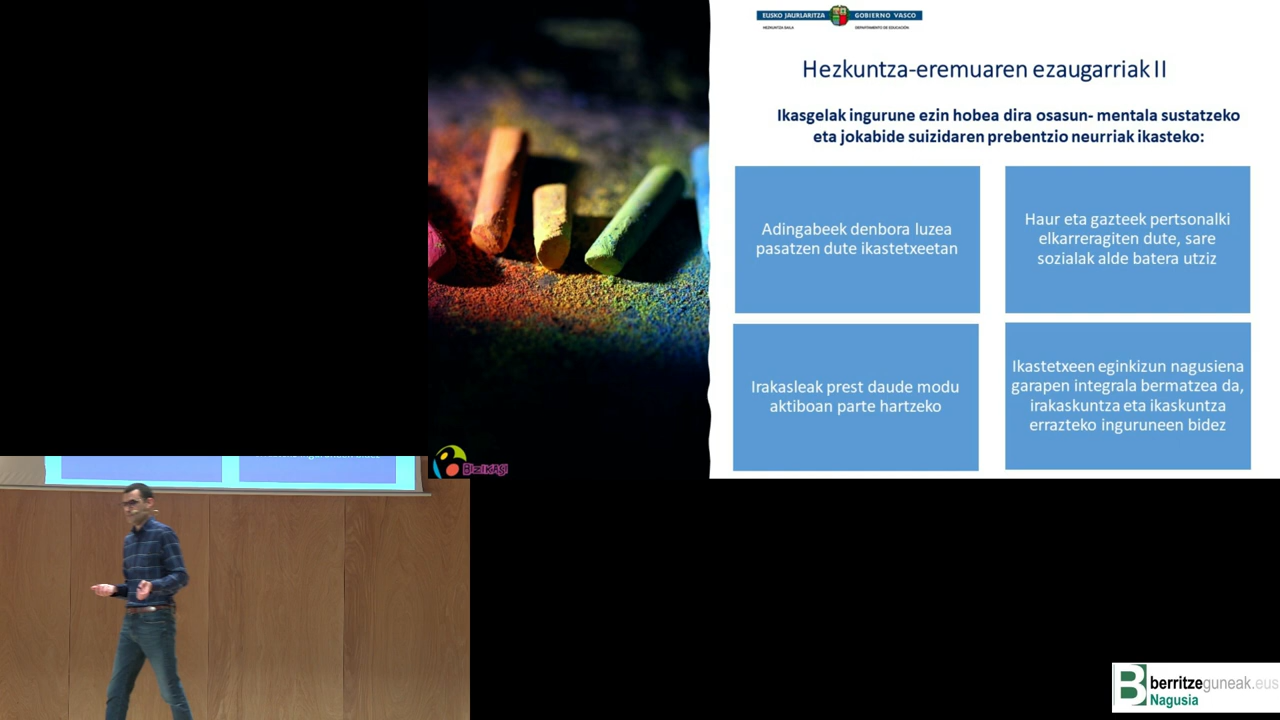 EUSKO JAURLARITZA GOBIERNO VASCO
HEZKUNTZA SAILA DEPARTAMENTO DE EDUCACIÓN
Hezkuntza-eremuaren ezaugarriak II
Ikasgelak ingurune ezin hobea dira osasun- mentala sustatzeko
eta jokabide suizidaren prebentzio neurriak ikasteko:
Adingabeek denbora luzea
pasatzen dute ikastetxeetan
Haur eta gazteek pertsonalki
elkarreragiten dute, sare
sozialak alde batera utziz
Irakasleak prest daude modu
aktiboan parte hartzeko
Ikastetxeen eginkizun nagusiena
garapen integrala bermatzea da,
irakaskuntza eta ikaskuntza
errazteko inguruneen bidez
BIZIKASI
berritzeguneak.eus
Nagusia